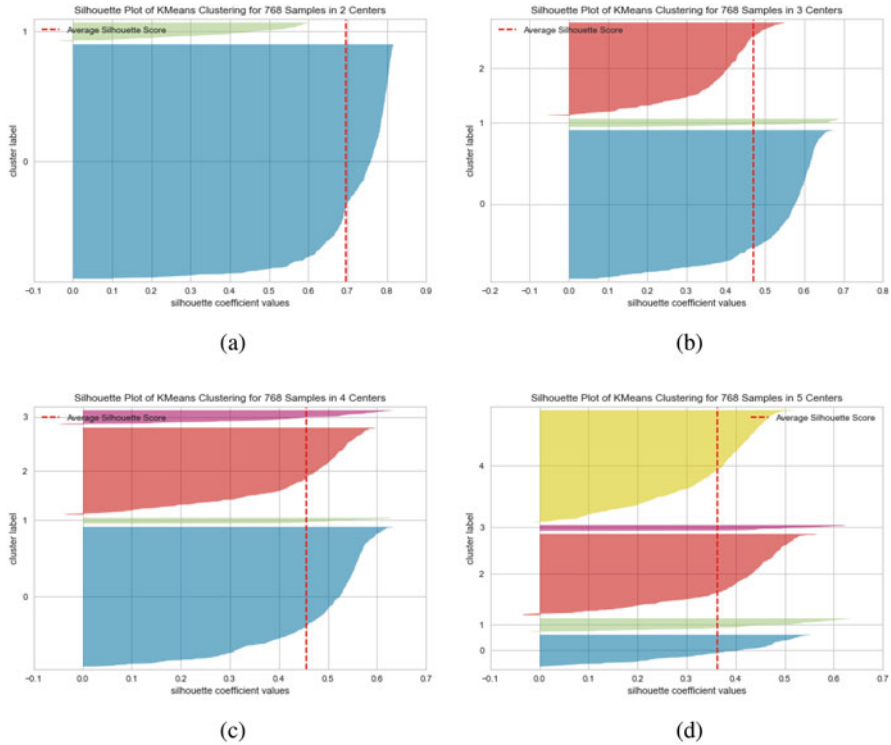 Silhouette Plot of KMeans Clustering for 768 Samples in 2 Centers
Average Silhouette Score
1
0
cluster label
-0.1 0.0 0.1 0.2 0.3 0.4 0.5 0.6 0.7 0.8 0.9
silhouette coefficient values
(a)
Silhouette Plot of KMeans Clustering for 768 Samples in 3 Centers
Average Silhouette Score
2
1
0
cluster label
-0.2 -0.1 0.0 0.1 0.2 0.3 0.4 0.5 0.6 0.7 0.8
silhouette coefficient values
(b)
Silhouette Plot of KMeans Clustering for 768 Samples in 4 Centers
Average Silhouette Score
3
2
1
0
cluster label
-0.1 0.0 0.1 0.2 0.3 0.4 0.5 0.6 0.7
silhouette coefficient values
(c)
Silhouette Plot of KMeans Clustering for 768 Samples in 5 Centers
Average Silhouette Score
4
3
2
1
0
cluster label
-0.1 0.0 0.1 0.2 0.3 0.4 0.5 0.6 0.7
silhouette coefficient values
(d)